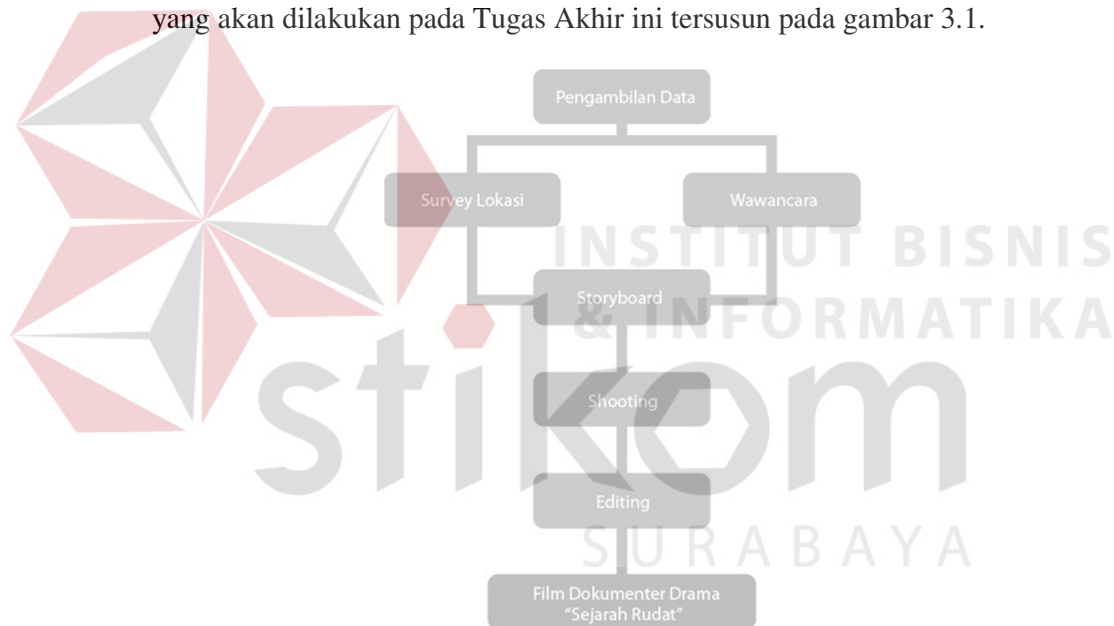 yang akan dilakukan pada Tugas Akhir ini tersusun pada gambar 3.1.
Pengambilan Data
Survey Lokasi
Wawancara
Storyboard
Shooting
Editing
Film Dokumenter Drama
“Sejarah Rudat”
INSTITUT BISNIS
& INFORMATIKA
stikom
SURABAYA